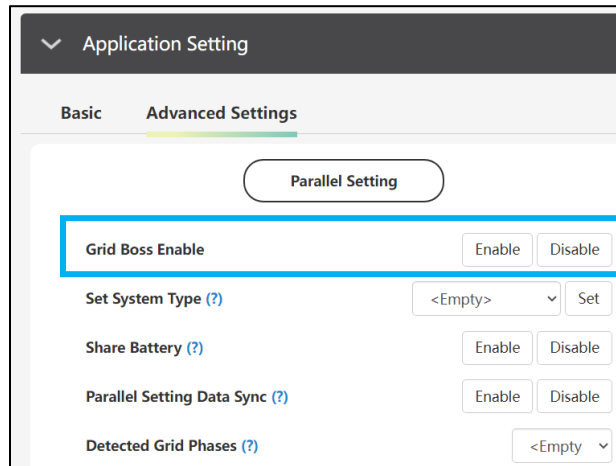 Application Setting
Basic Advanced Settings
Parallel Setting
Grid Boss Enable Enable Disable
Set System Type (?) <Empty> Set
Share Battery (?) Enable Disable
Parallel Setting Data Sync (?) Enable Disable
Detected Grid Phases (?) <Empty